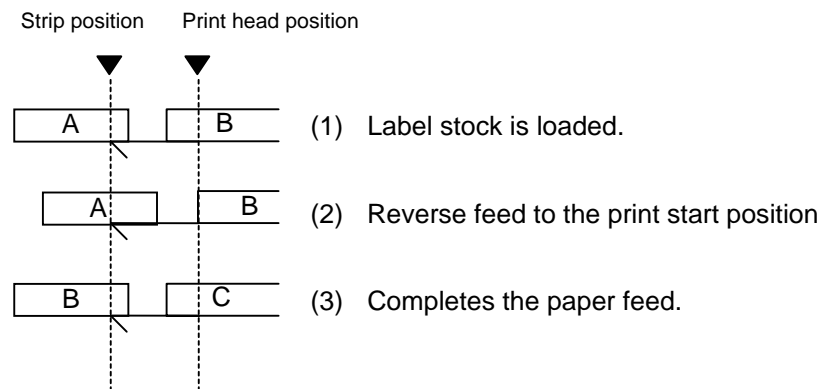 Strip position Print head position
A B (1) Label stock is loaded.
A B (2) Reverse feed to the print start position
B C (3) Completes the paper feed.